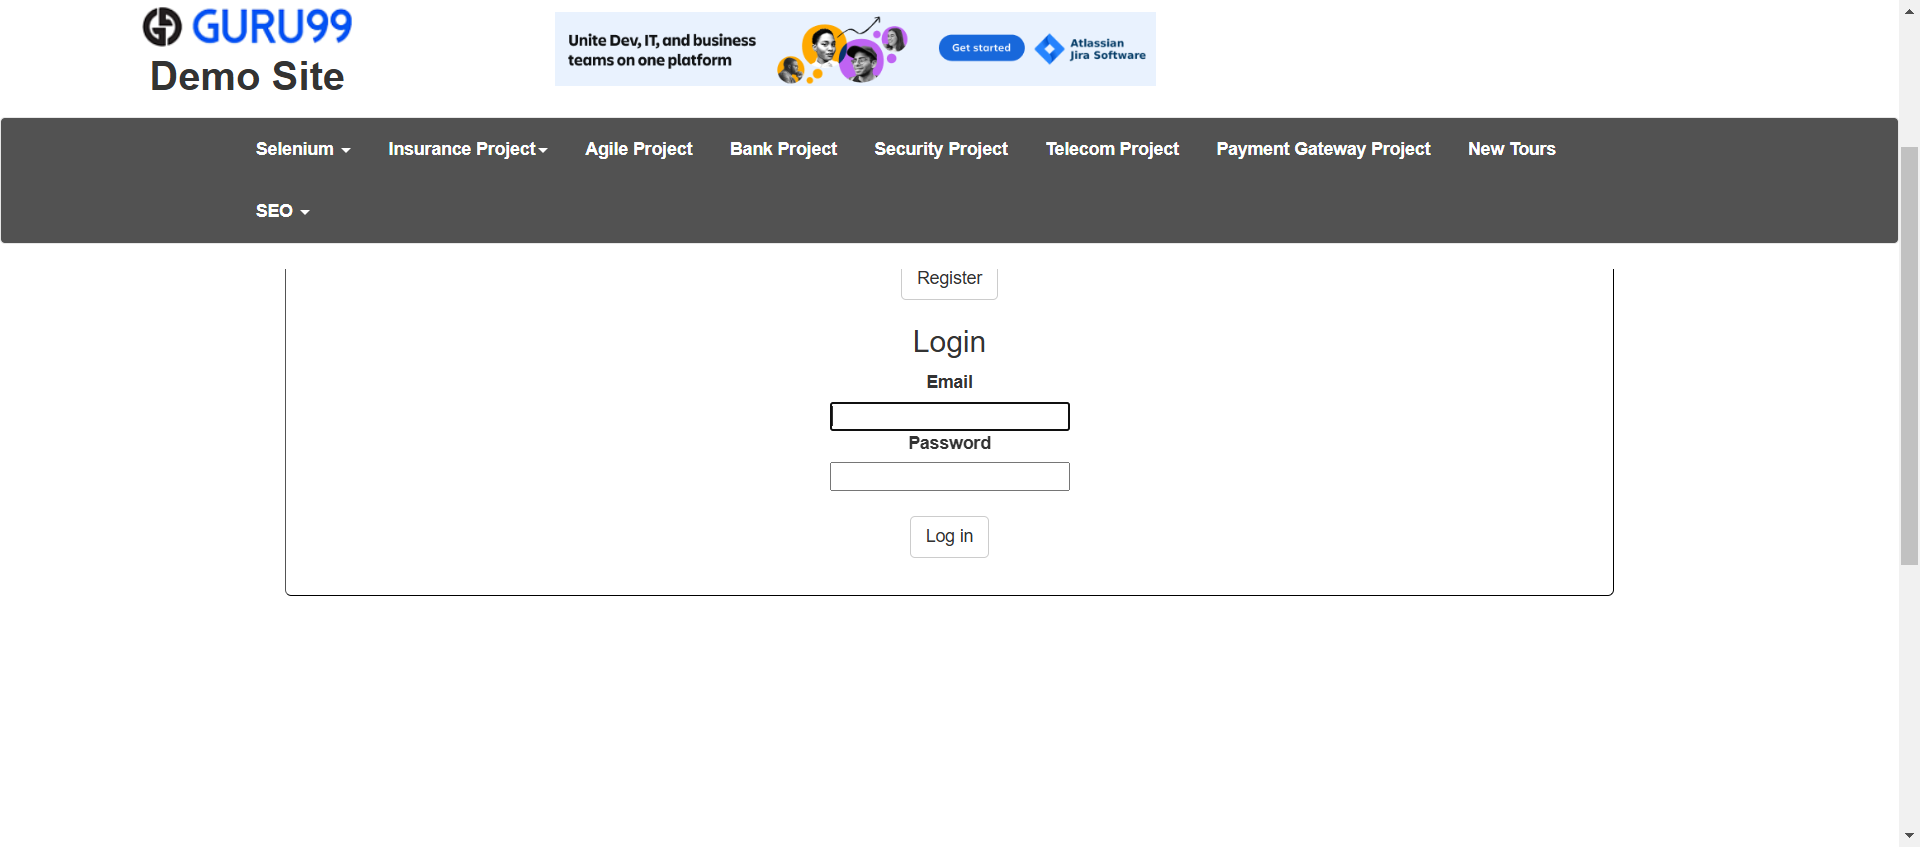 GURU99
Demo Site
Unite Dev, IT, and business
teams on one platform
Get started
Atlassian
Jira Software
Selenium
Insurance Project
Agile Project
Bank Project
Security Project
Telecom Project
Payment Gateway Project
New Tours
SEO
Register
Login
Email
Password
Log in